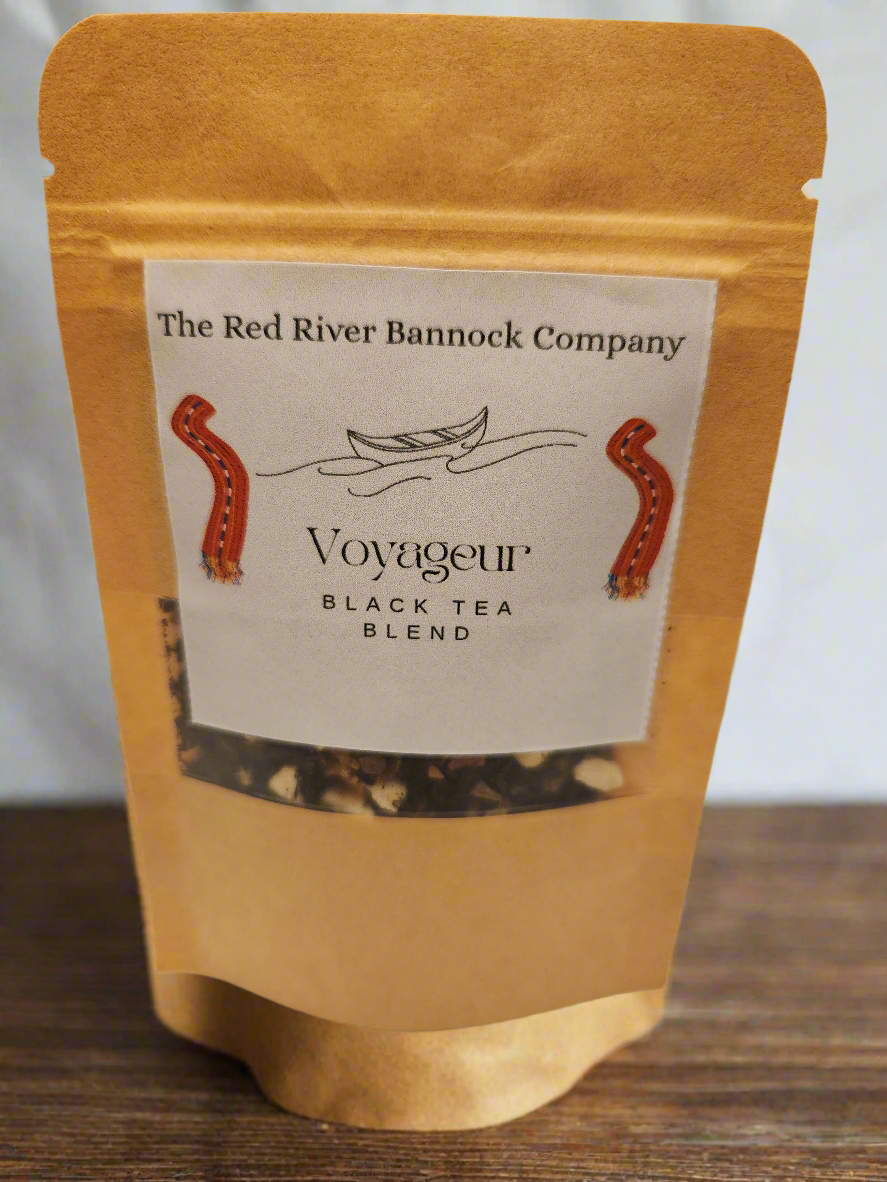 The Red River Bannock Company
Voyageur
BLACK TEA
BLEND